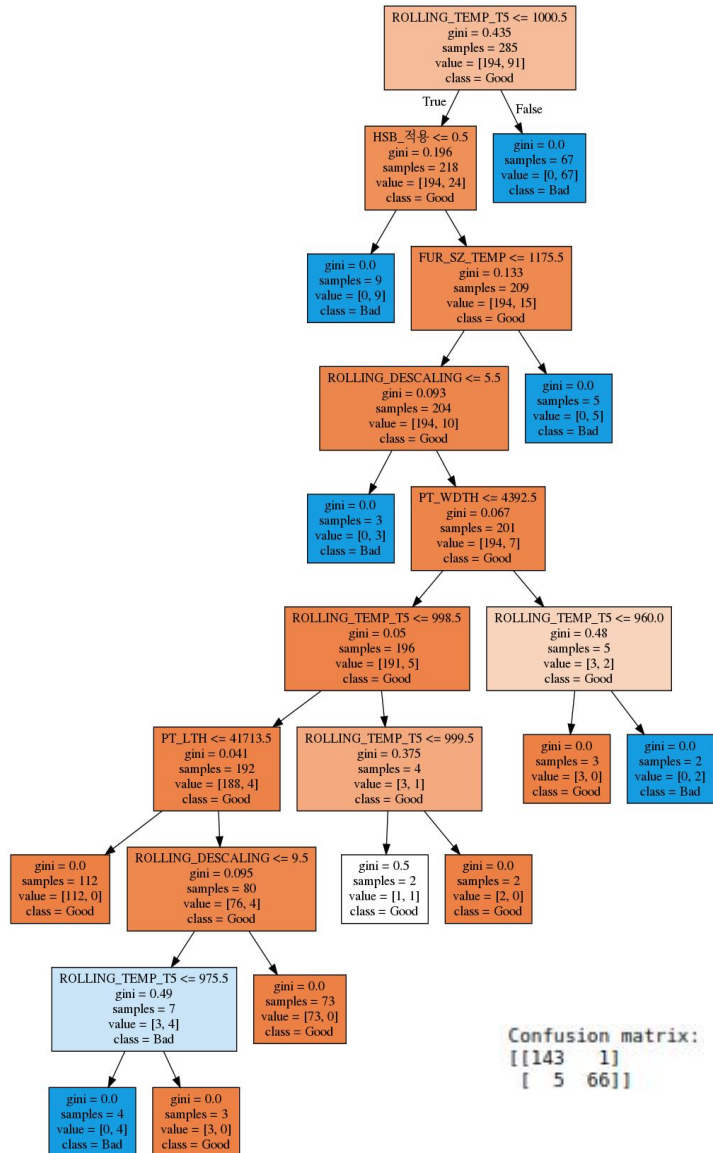 ROLLING_TEMP_T5 <= 1000.5
gini = 0.435
samples = 285
value = [194, 91]
class = Good
True
False
HSB_적용 <= 0.5
gini = 0.196
samples = 218
value = [194, 24]
class = Good
gini = 0.0
samples = 67
value = [0, 67]
class = Bad
gini = 0.0
samples = 9
value = [0, 9]
class = Bad
FUR_SZ_TEMP <= 1175.5
gini = 0.133
samples = 209
value = [194, 15]
class = Good
ROLLING_DESCALING <= 5.5
gini = 0.093
samples = 204
value = [194, 10]
class = Good
gini = 0.0
samples = 5
value = [0, 5]
class = Bad
gini = 0.0
samples = 3
value = [0, 3]
class = Bad
PT_WDTH <= 4392.5
gini = 0.067
samples = 201
value = [194, 7]
class = Good
ROLLING_TEMP_T5 <= 998.5
gini = 0.05
samples = 196
value = [191, 5]
class = Good
ROLLING_TEMP_T5 <= 960.0
gini = 0.48
samples = 5
value = [3, 2]
class = Good
PT_LTH <= 41713.5
gini = 0.041
samples = 192
value = [188, 4]
class = Good
ROLLING_TEMP_T5 <= 999.5
gini = 0.375
samples = 4
value = [3, 1]
class = Good
gini = 0.0
samples = 3
value = [3, 0]
class = Good
gini = 0.0
samples = 2
value = [0, 2]
class = Bad
gini = 0.0
samples = 112
value = [112, 0]
class = Good
ROLLING_DESCALING <= 9.5
gini = 0.095
samples = 80
value = [76, 4]
class = Good
gini = 0.5
samples = 2
value = [1, 1]
class = Good
gini = 0.0
samples = 2
value = [2, 0]
class = Good
ROLLING_TEMP_T5 <= 975.5
gini = 0.49
samples = 7
value = [3, 4]
class = Bad
gini = 0.0
samples = 73
value = [73, 0]
class = Good
gini = 0.0
samples = 4
value = [0, 4]
class = Bad
gini = 0.0
samples = 3
value = [3, 0]
class = Good
Confusion matrix:
[[143 1]
[ 5 66]]